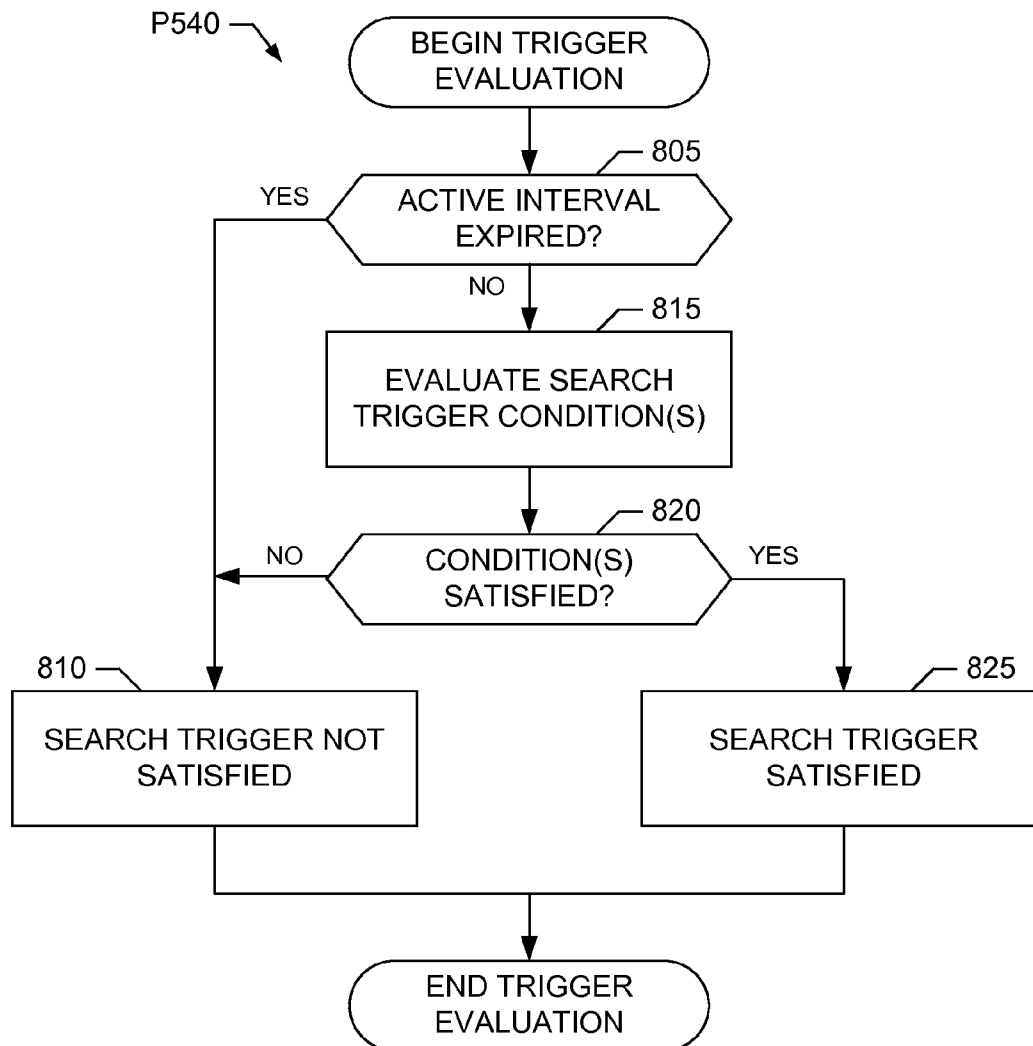 P540
BEGIN TRIGGER
EVALUATION
805
YES
ACTIVE INTERVAL
EXPIRED?
NO
815
EVALUATE SEARCH
TRIGGER CONDITION(S)
820
NO
CONDITION(S)
SATISFIED?
YES
810
SEARCH TRIGGER NOT
SATISFIED
825
SEARCH TRIGGER
SATISFIED
END TRIGGER
EVALUATION